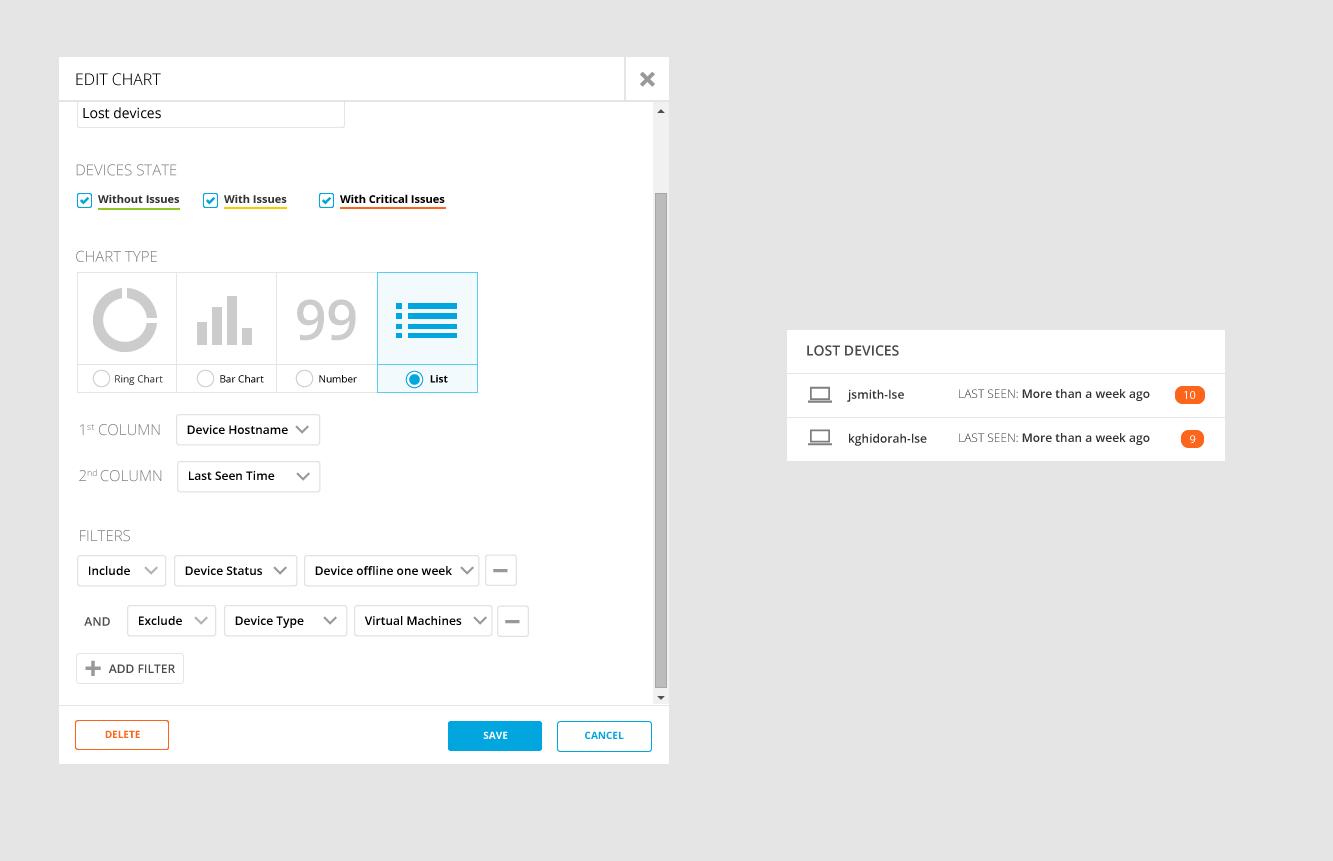 EDIT CHART
Lost devices
DEVICES STATE
Without Issues With Issues With Critical Issues
CHART TYPE
99
Ring Chart Bar Chart Number List
1st COLUMN Device Hostname
2nd COLUMN Last Seen Time
FILTERS
Include Device Status Device offline one week
AND Exclude Device Type Virtual Machines
ADD FILTER
DELETE SAVE CANCEL
LOST DEVICES
jsmith-lse LAST SEEN: More than a week ago 10
kghidorah-lse LAST SEEN: More than a week ago 9